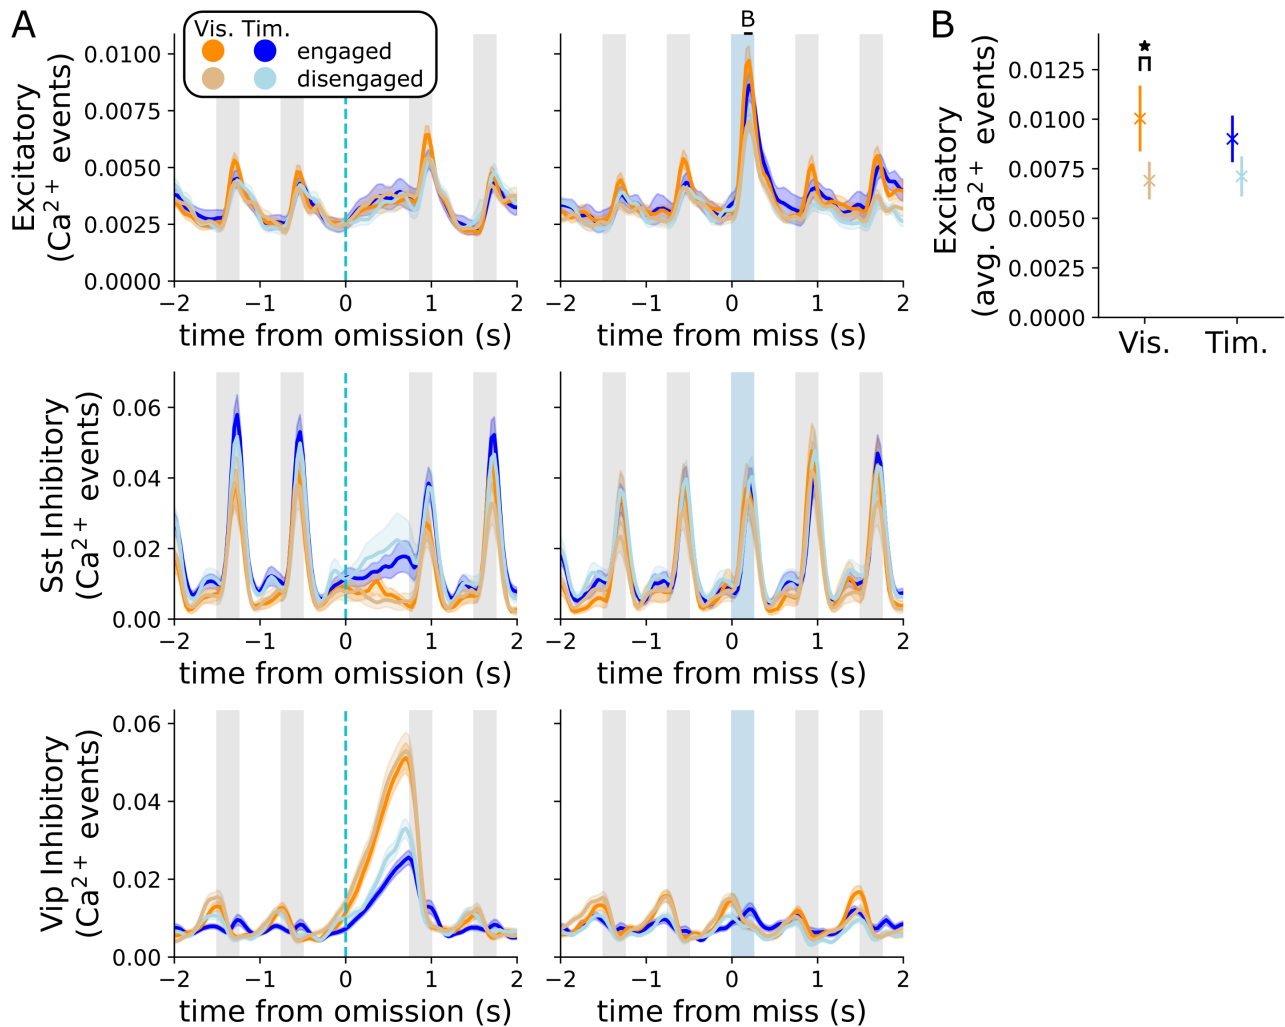 A
Vis. Tim.
engaged
disengaged
Excitatory
(Ca2+ events)
0.0100
0.0075
0.0050
0.0025
0.0000
−2 −1 0 1 2
time from omission (s)
B
−2 −1 0 1 2
time from miss (s)
Sst Inhibitory
(Ca2+ events)
0.06
0.04
0.02
0.00
−2 −1 0 1 2
time from omission (s)
−2 −1 0 1 2
time from miss (s)
Vip Inhibitory
(Ca2+ events)
0.06
0.04
0.02
0.00
−2 −1 0 1 2
time from omission (s)
−2 −1 0 1 2
time from miss (s)
B
Excitatory
(avg. Ca2+ events)
0.0125
0.0100
0.0075
0.0050
0.0025
0.0000
★
Vis. Tim.